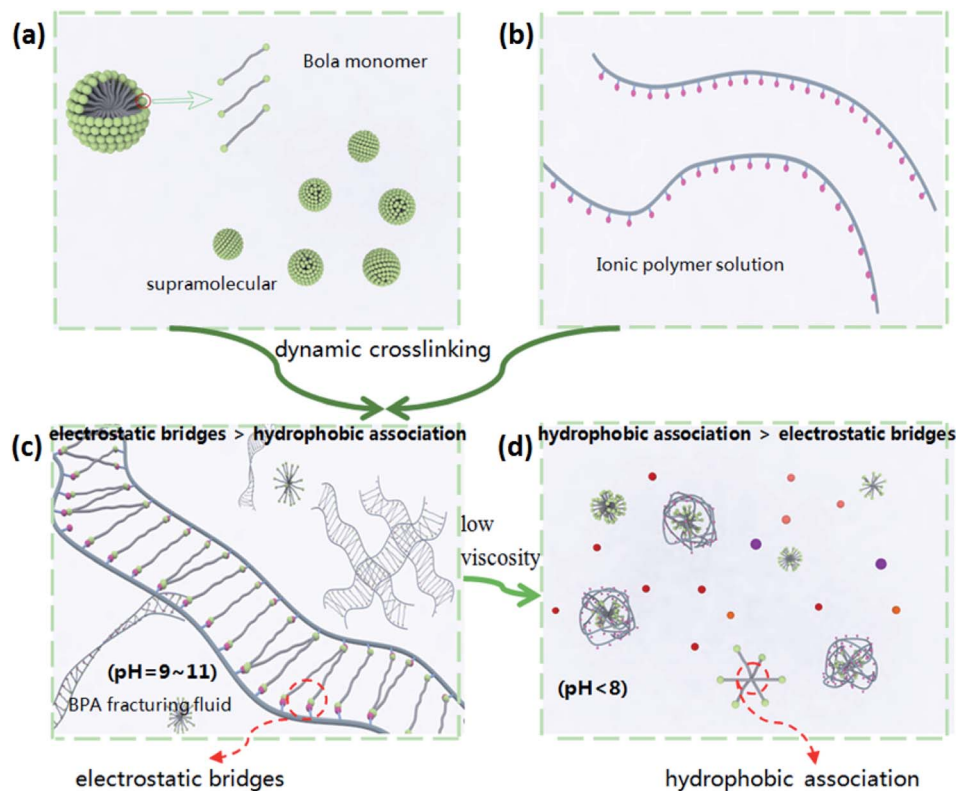 (a)
Bola monomer
supramolecular
(b)
Ionic polymer solution
dynamic crosslinking
(c)
electrostatic bridges > hydrophobic association
(pH=9~11)
BPA fracturing fluid
electrostatic bridges
low
viscosity
(d)
hydrophobic association > electrostatic bridges
(pH<8)
hydrophobic association